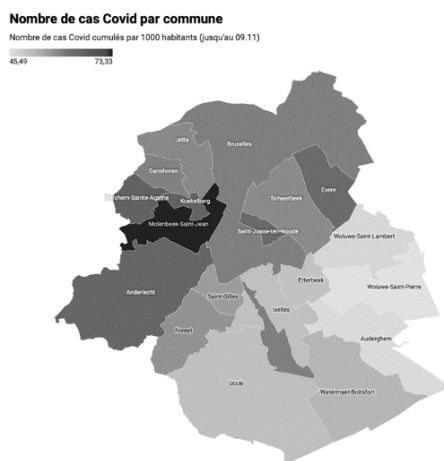 Nombre de cas Covid par commune
Nombre de cas Covid cumulés par 1000 habitants (jusqu'au 09.11)
45,49 73,33
Jette
Bruxelles
Ganshoren
Evere
Berchem-Sainte-Agathe
Koekelberg
Schaerbeek
Molenbeek-Saint-Jean
Saint-Josse-ten-Noode
Woluwe-Saint-Lambert
Etterbeek
Woluwe-Saint-Pierre
Anderlecht
Saint-Gilles
Ixelles
Forest
Auderghem
Uccle
Watermael-Boitsfort